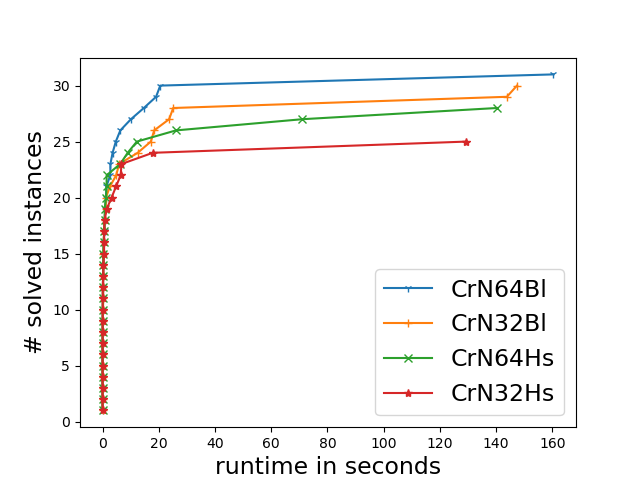 30
25
20
15
10
5
0
# solved instances
CrN64Bl
CrN32Bl
CrN64Hs
CrN32Hs
0 20 40 60 80 100 120 140 160
runtime in seconds